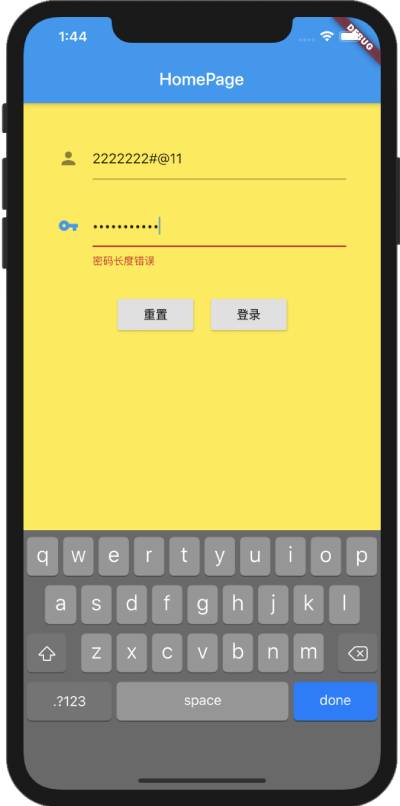 1:44
DEBUG
HomePage
2222222#@11
•••••••••••
密码长度错误
重置 登录
q w e r t y u i o p
a s d f g h j k l
z x c v b n m
.?123 space done